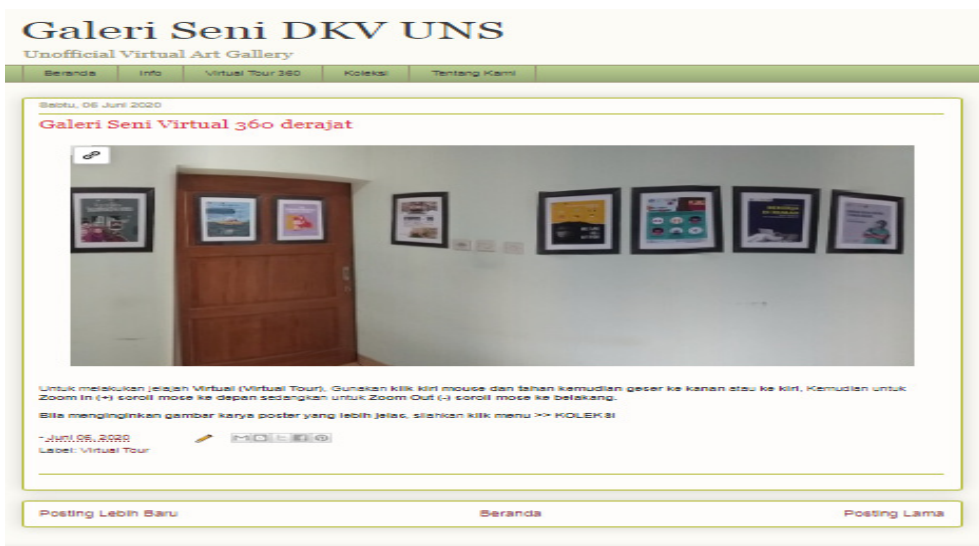 Galeri Seni DKV UNS
Unofficial Virtual Art Gallery
Beranda Info Virtual Tour 360 Koleksi Tentang Kami
Sabtu, 06 Juni 2020
Galeri Seni Virtual 360 derajat
Untuk melakukan jelajah Virtual (Virtual Tour), Gunakan klik kiri mouse dan tahan kemudian geser ke kanan atau ke kiri, Kemudian untuk
Zoom In (+) scroll mose ke depan sedangkan untuk Zoom Out (-) scroll mose ke belakang.
Bila menginginkan gambar karya poster yang lebih jelas, silahkan klik menu >> KOLEKSI
- Juni 06, 2020
Label: Virtual Tour
Posting Lebih Baru Beranda Posting Lama